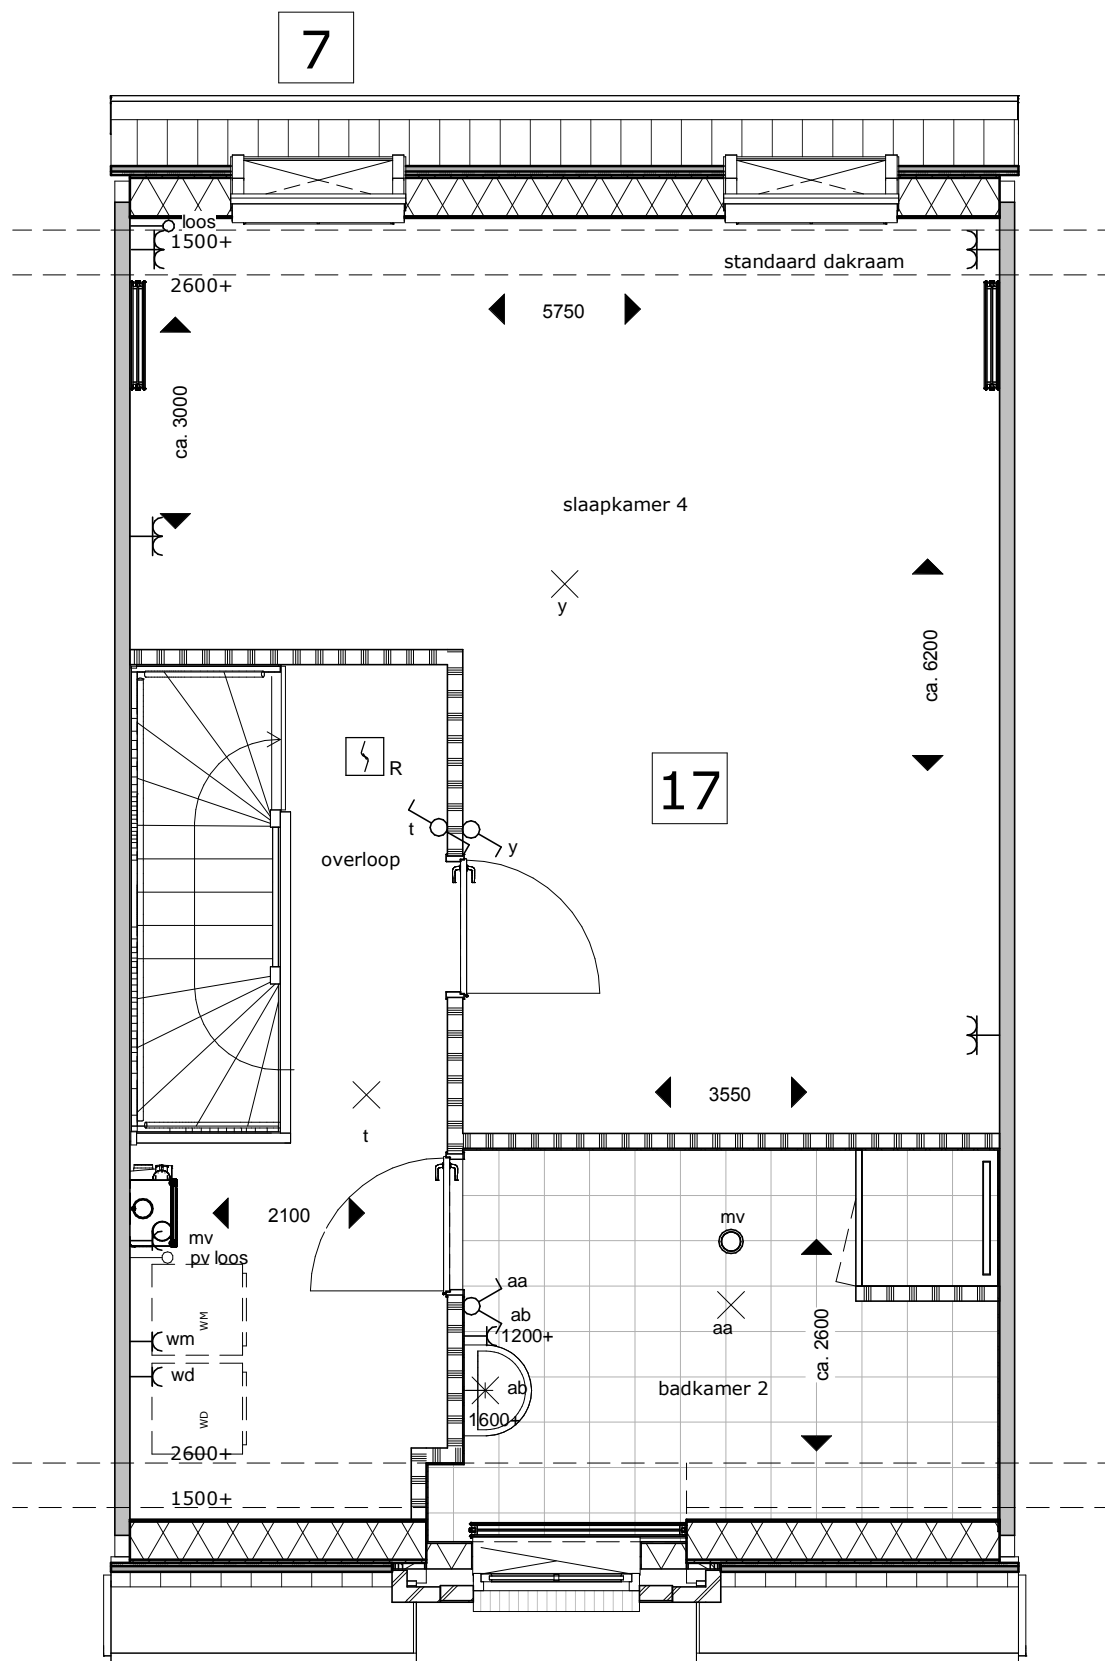 7
loos
1500+
2600+
standaard dakraam
5750
ca. 3000
slaapkamer 4
y
ca. 6200
R
17
t
y
overloop
3550
t
2100
mv
pv loos
mv
aa
ab
1200+
aa
ca. 2600
WM
wm
wd
WD
ab
badkamer 2
1600+
2600+
1500+